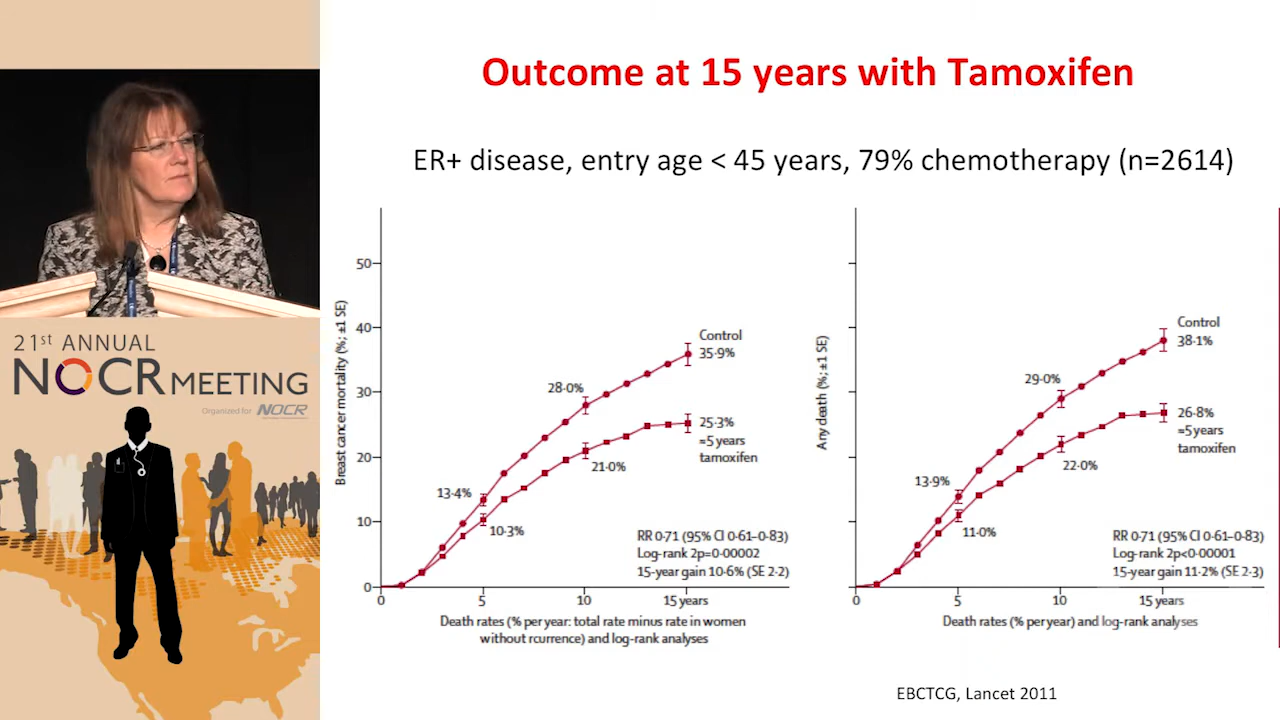 Outcome at 15 years with Tamoxifen
ER+ disease, entry age < 45 years, 79% chemotherapy (n=2614)
21st ANNUAL
NOCR MEETING
Organized for NOCR
Breast cancer mortality (%; ±1 SE)
50
40
30
20
10
0
0
5
10
15 years
Control
35·9%
28·0%
25·3%
≈5 years
tamoxifen
21·0%
13·4%
10·3%
RR 0·71 (95% CI 0·61–0·83)
Log-rank 2p=0·00002
15-year gain 10·6% (SE 2·2)
Death rates (% per year: total rate minus rate in women
without rcurrence) and log-rank analyses
Any death (%; ±1 SE)
0
5
10
15 years
Control
38·1%
29·0%
26·8%
≈5 years
tamoxifen
22·0%
13·9%
11·0%
RR 0·71 (95% CI 0·61–0·83)
Log-rank 2p<0·00001
15-year gain 11·2% (SE 2·3)
Death rates (% per year) and log-rank analyses
EBCTCG, Lancet 2011